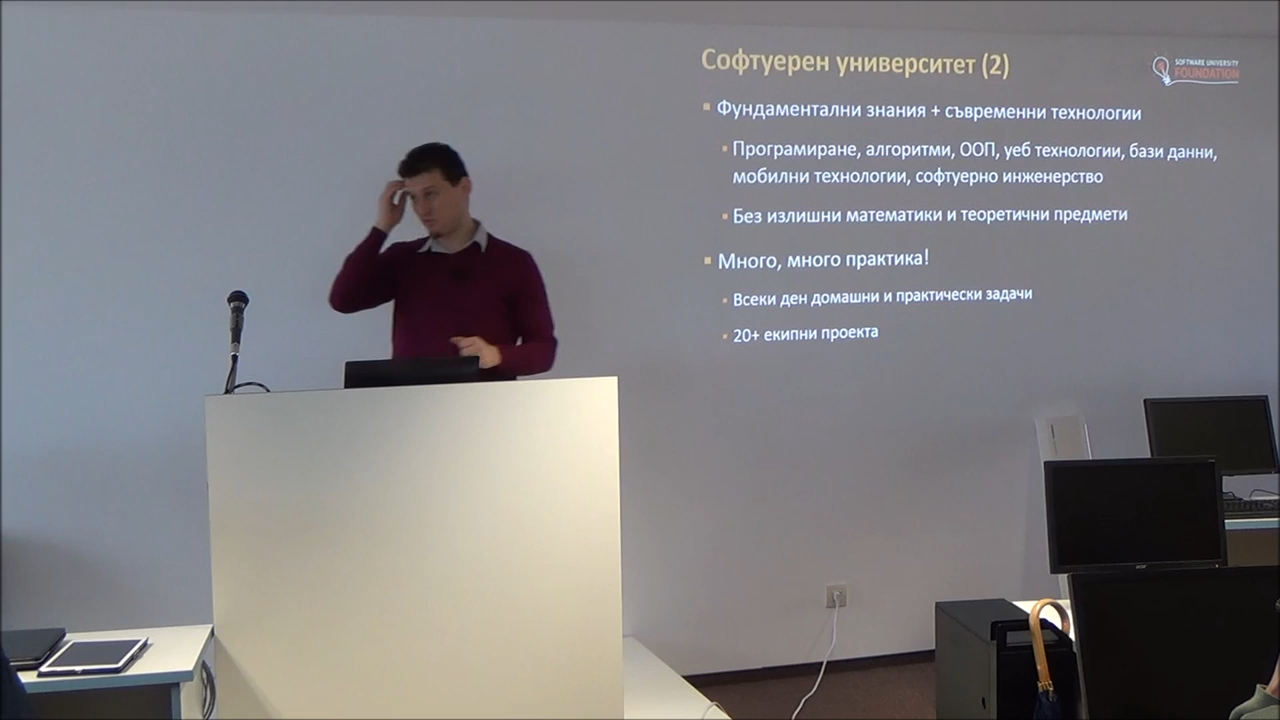 Софтуерен университет (2)
SOFTWARE UNIVERSITY
FOUNDATION
Фундаментални знания + съвременни технологии
Програмиране, алгоритми, ООП, уеб технологии, бази данни,
мобилни технологии, софтуерно инженерство
Без излишни математики и теоретични предмети
Много, много практика!
Всеки ден домашни и практически задачи
20+ екипни проекта